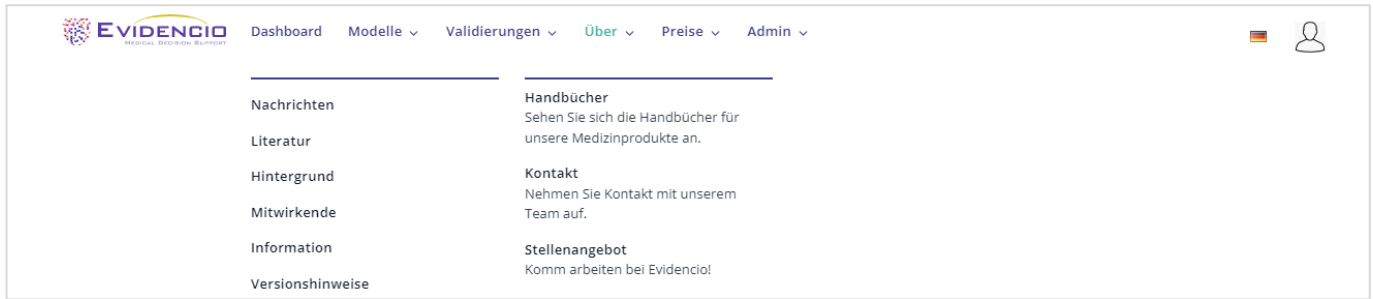 EVIDENCIO
MEDICAL DECISION SUPPORT
Dashboard Modelle Validierungen Über Preise Admin
Nachrichten
Literatur
Hintergrund
Mitwirkende
Information
Versionshinweise
Handbücher
Sehen Sie sich die Handbücher für
unsere Medizinprodukte an.
Kontakt
Nehmen Sie Kontakt mit unserem
Team auf.
Stellenangebot
Komm arbeiten bei Evidencio!